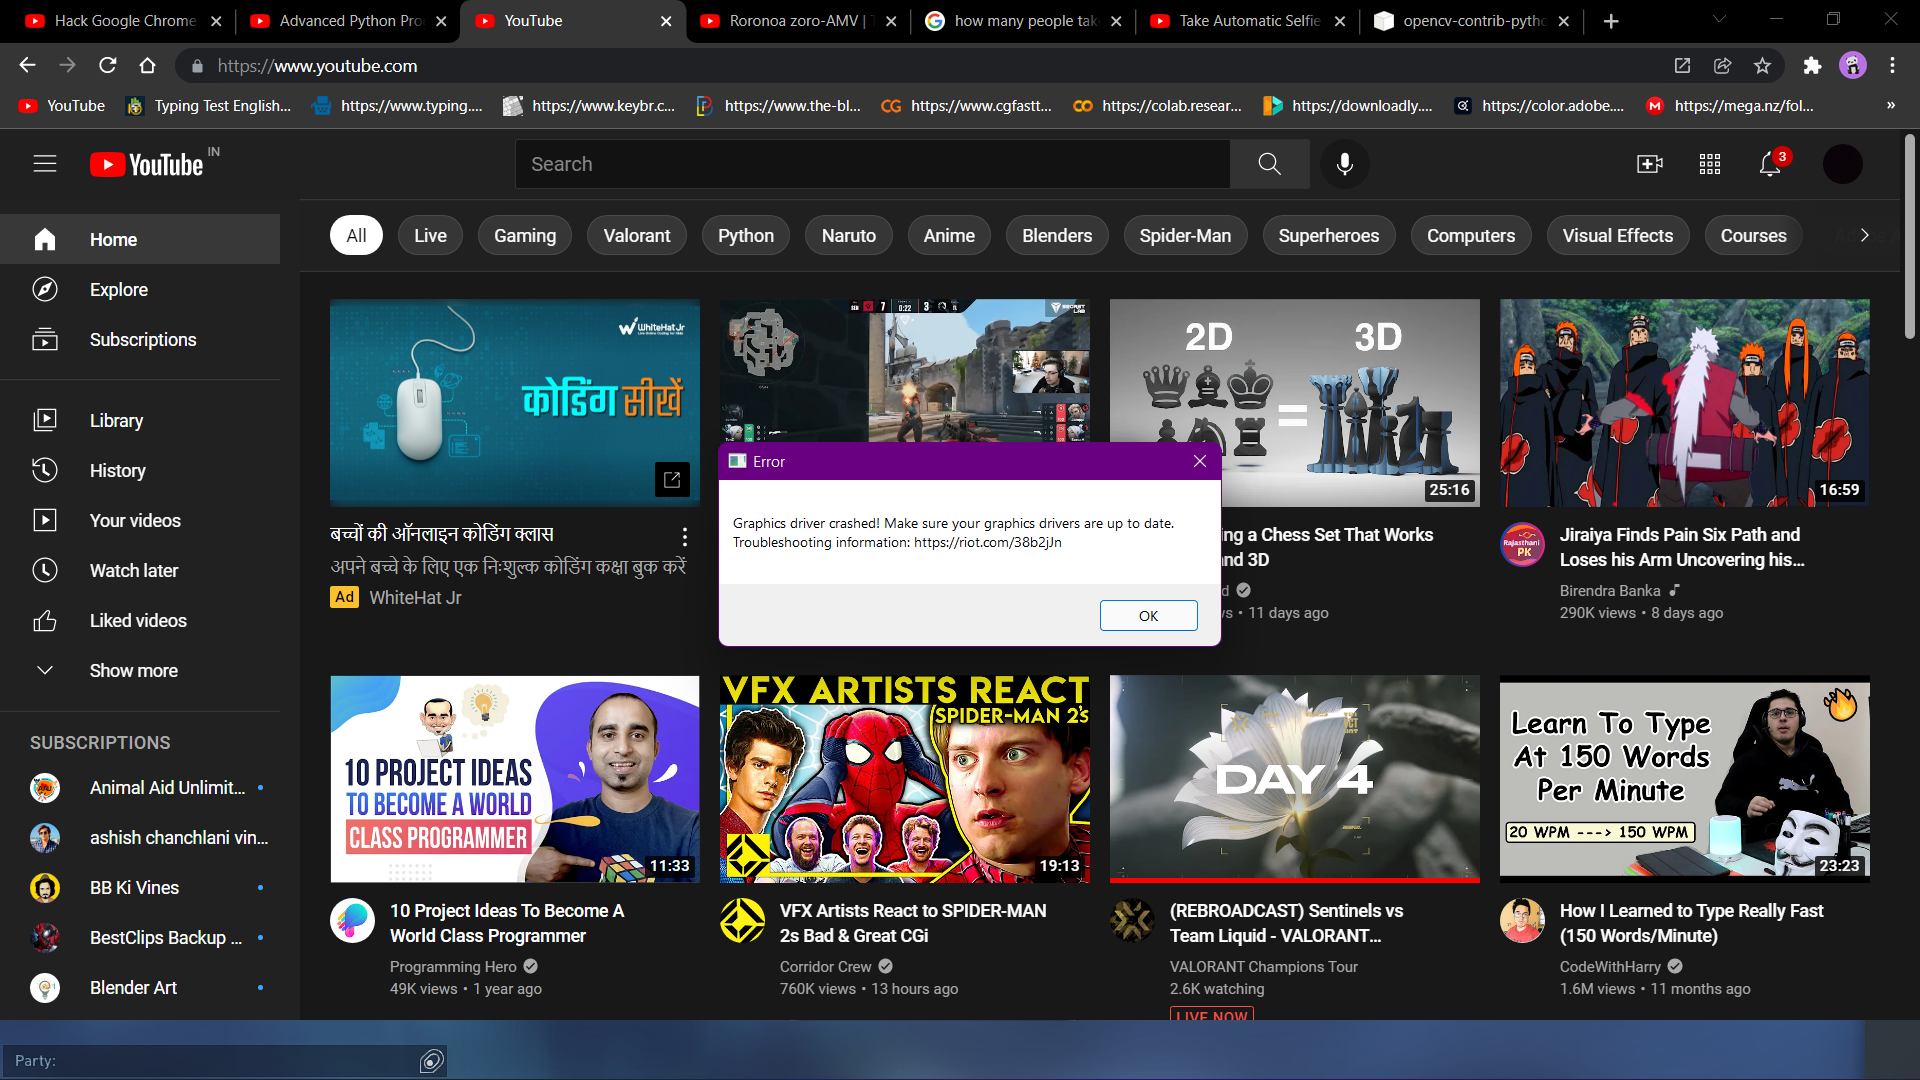 Hack Google Chrome
Advanced Python Pro
YouTube
Roronoa zoro-AMV | T
how many people tak
Take Automatic Selfie
opencv-contrib-pytho
https://www.youtube.com
YouTube
Typing Test English...
https://www.typing....
https://www.keybr.c...
https://www.the-bl...
https://www.cgfastt...
https://colab.resear...
https://downloadly....
https://color.adobe....
https://mega.nz/fol...
YouTube IN
Search
3
Home
Explore
Subscriptions
Library
History
Your videos
Watch later
Liked videos
Show more
SUBSCRIPTIONS
Animal Aid Unlimit...
ashish chanchlani vin...
BB Ki Vines
BestClips Backup ...
Blender Art
All
Live
Gaming
Valorant
Python
Naruto
Anime
Blenders
Spider-Man
Superheroes
Computers
Visual Effects
Courses
WhiteHat Jr
कोडिंग सीखें
बच्चों की ऑनलाइन कोडिंग क्लास
अपने बच्चे के लिए एक निःशुल्क कोडिंग कक्षा बुक करें
Ad WhiteHat Jr
7 0:22 3
SECRET LAB
2D = 3D
25:16
ing a Chess Set That Works
nd 3D
d
s • 11 days ago
16:59
Rajasthani PK
Jiraiya Finds Pain Six Path and
Loses his Arm Uncovering his...
Birendra Banka
290K views • 8 days ago
Error
Graphics driver crashed! Make sure your graphics drivers are up to date.
Troubleshooting information: https://riot.com/38b2jJn
OK
10 PROJECT IDEAS
TO BECOME A WORLD
CLASS PROGRAMMER
11:33
10 Project Ideas To Become A
World Class Programmer
Programming Hero
49K views • 1 year ago
VFX ARTISTS REACT
SPIDER-MAN 2's
19:13
VFX Artists React to SPIDER-MAN
2s Bad & Great CGi
Corridor Crew
760K views • 13 hours ago
DAY 4
(REBROADCAST) Sentinels vs
Team Liquid - VALORANT...
VALORANT Champions Tour
2.6K watching
LIVE NOW
Learn To Type
At 150 Words
Per Minute
20 WPM ---> 150 WPM
23:23
How I Learned to Type Really Fast
(150 Words/Minute)
CodeWithHarry
1.6M views • 11 months ago
Party: